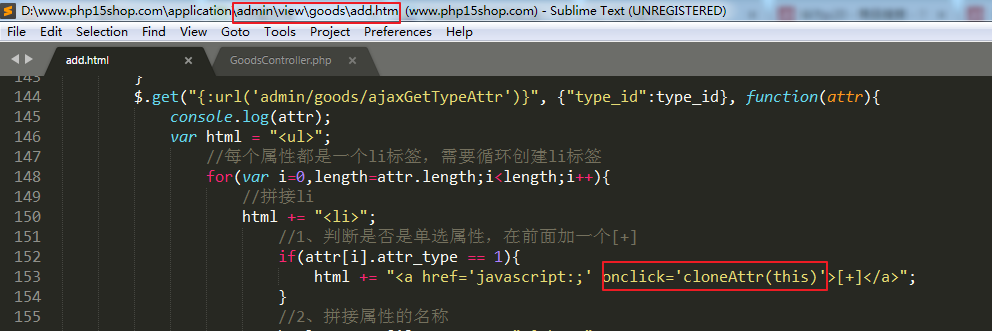 D:\www.php15shop.com\application\admin\view\goods\add.htm (www.php15shop.com) - Sublime Text (UNREGISTERED)
File Edit Selection Find View Goto Tools Project Preferences Help
add.html × GoodsController.php ×
143 }
144 $.get("{:url('admin/goods/ajaxGetTypeAttr')}", {"type_id":type_id}, function(attr){
145 console.log(attr);
146 var html = "<ul>";
147 //每个属性都是一个li标签，需要循环创建li标签
148 for(var i=0,length=attr.length;i<length;i++){
149 //拼接li
150 html += "<li>";
151 //1、判断是否是单选属性，在前面加一个[+]
152 if(attr[i].attr_type == 1){
153 html += "<a href='javascript:;' onclick='cloneAttr(this)'>[+]</a>";
154 }
155 //2、拼接属性的名称